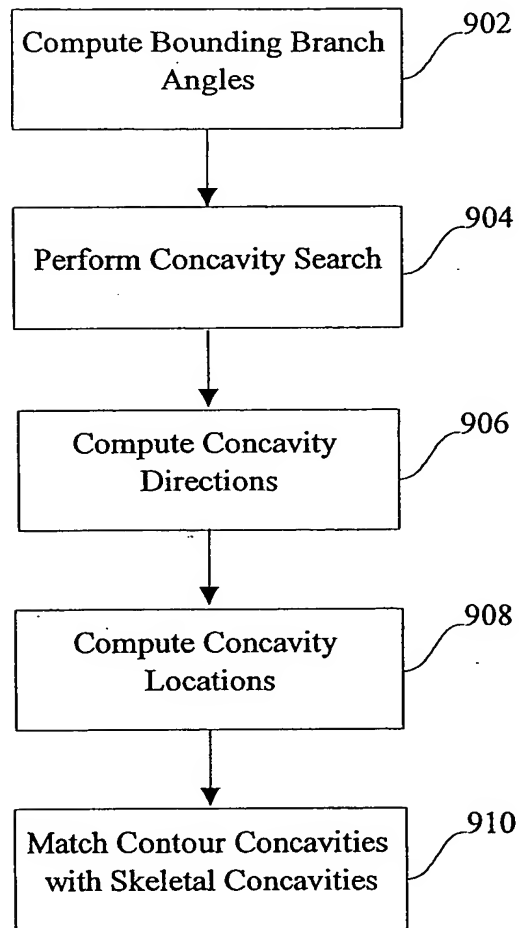 902
Compute Bounding Branch
Angles
904
Perform Concavity Search
906
Compute Concavity
Directions
908
Compute Concavity
Locations
910
Match Contour Concavities
with Skeletal Concavities